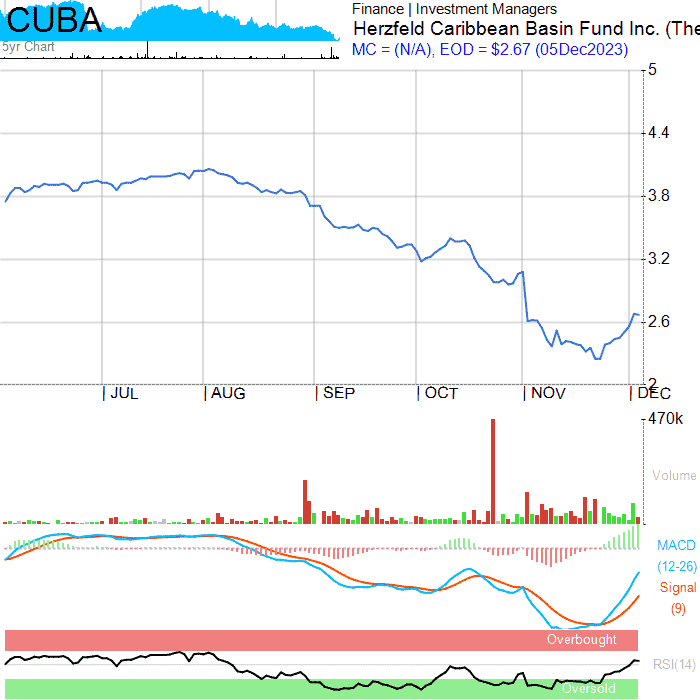 CUBA
5yr Chart
Finance | Investment Managers
Herzfeld Caribbean Basin Fund Inc. (The
MC = (N/A), EOD = $2.67 (05Dec2023)
5
4.4
3.8
3.2
2.6
2
| JUL | AUG | SEP | OCT | NOV | DEC
470k
Volume
MACD
(12-26)
Signal
(9)
Overbought
RSI(14)
Oversold